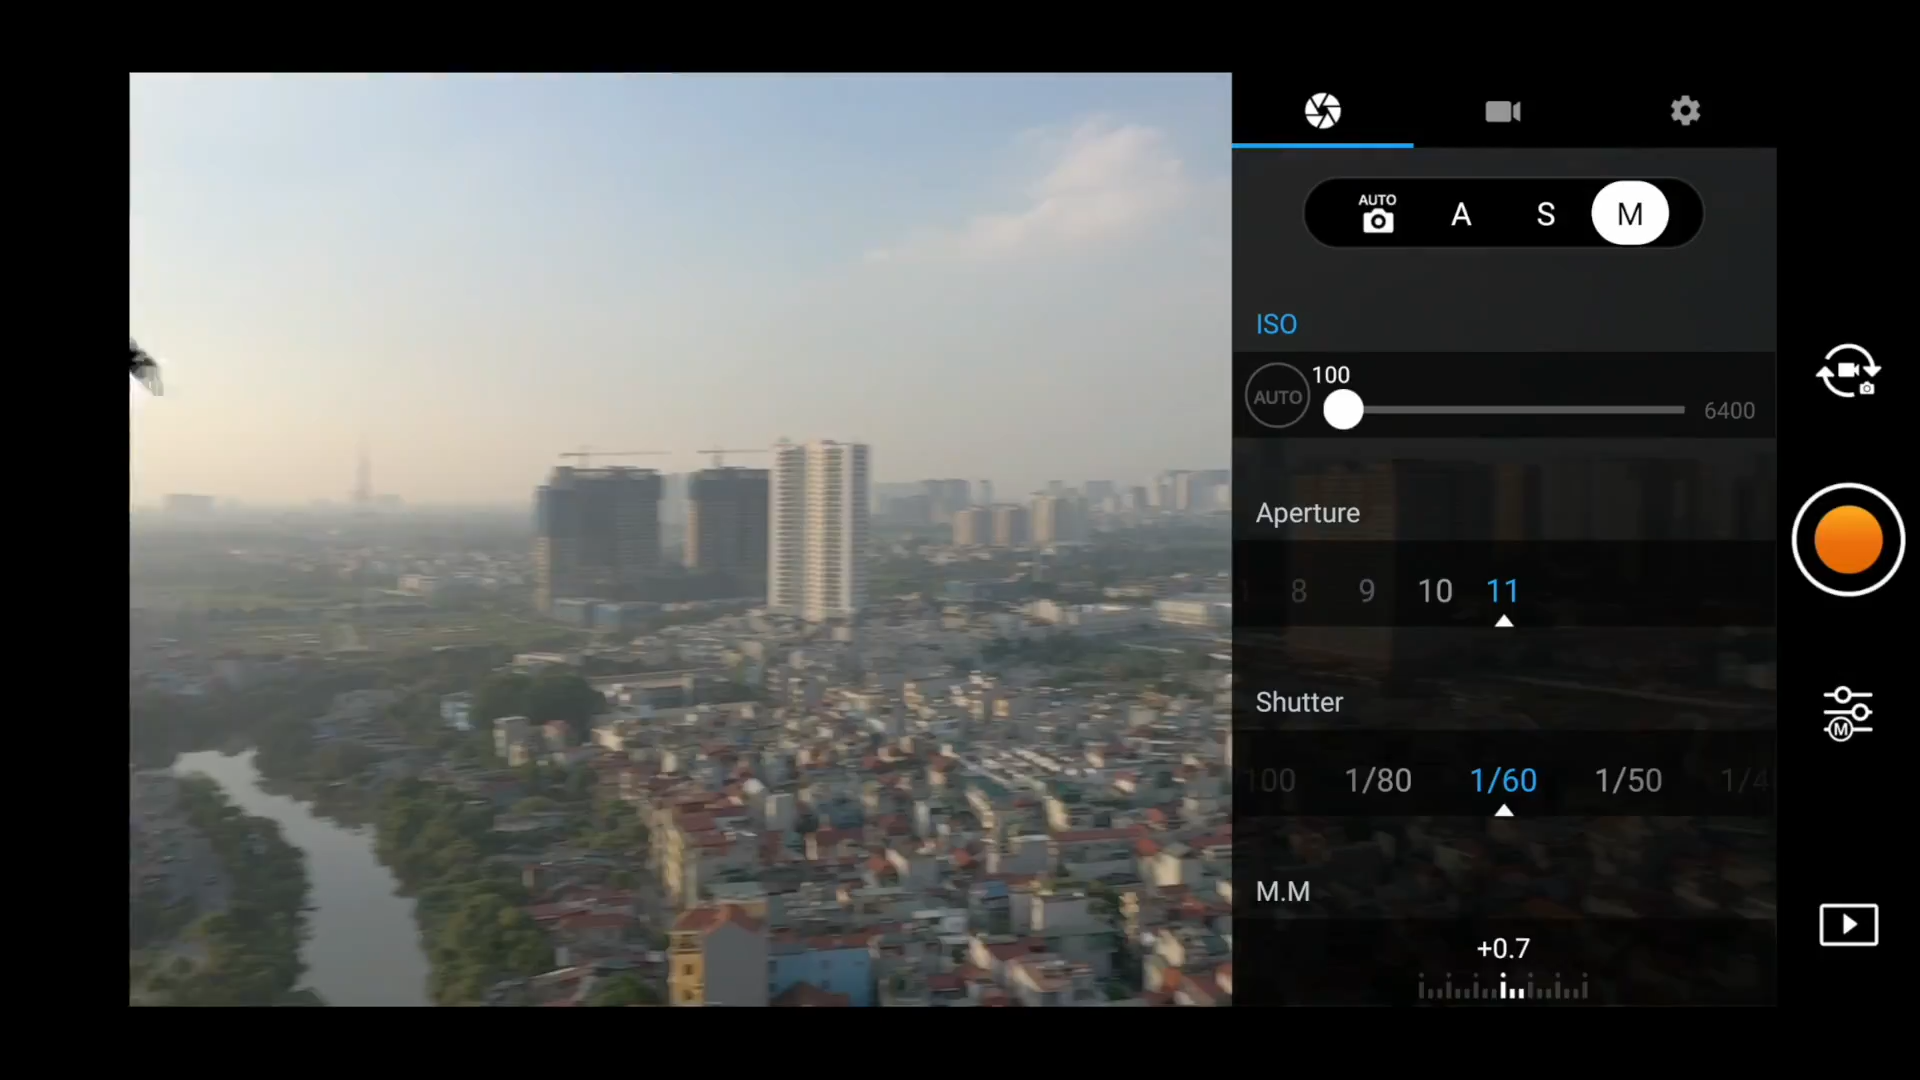 AUTO
A
S
M
ISO
AUTO
100
6400
Aperture
8
9
10
11
Shutter
100
1/80
1/60
1/50
M.M
+0.7
M